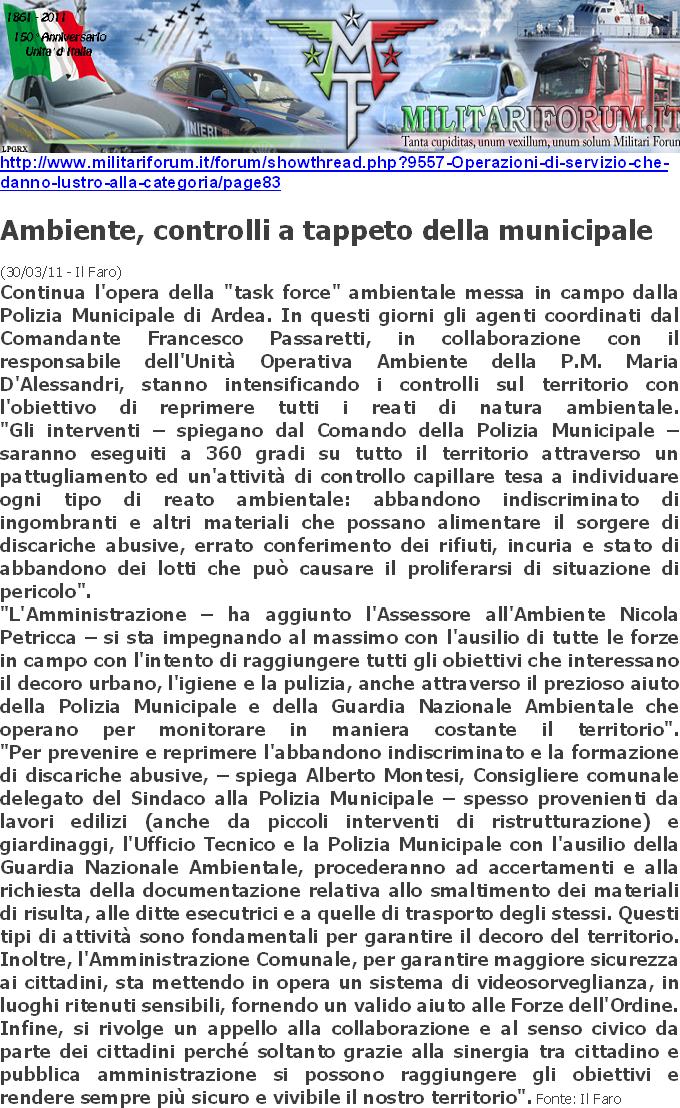 1861 - 2011
150° Anniversario
Unita' d'Italia
MTF
NIERI
LPGRX
MILITARIFORUM.IT
Tanta cupiditas, unum vexillum, unum solum Militari Forum
http://www.militariforum.it/forum/showthread.php?9557-Operazioni-di-servizio-che-
danno-lustro-alla-categoria/page83
Ambiente, controlli a tappeto della municipale
(30/03/11 - Il Faro)
Continua l'opera della "task force" ambientale messa in campo dalla
Polizia Municipale di Ardea. In questi giorni gli agenti coordinati dal
Comandante Francesco Passaretti, in collaborazione con il
responsabile dell'Unità Operativa Ambiente della P.M. Maria
D'Alessandri, stanno intensificando i controlli sul territorio con
l'obiettivo di reprimere tutti i reati di natura ambientale.
"Gli interventi – spiegano dal Comando della Polizia Municipale –
saranno eseguiti a 360 gradi su tutto il territorio attraverso un
pattugliamento ed un'attività di controllo capillare tesa a individuare
ogni tipo di reato ambientale: abbandono indiscriminato di
ingombranti e altri materiali che possano alimentare il sorgere di
discariche abusive, errato conferimento dei rifiuti, incuria e stato di
abbandono dei lotti che può causare il proliferarsi di situazione di
pericolo".
"L'Amministrazione – ha aggiunto l'Assessore all'Ambiente Nicola
Petricca – si sta impegnando al massimo con l'ausilio di tutte le forze
in campo con l'intento di raggiungere tutti gli obiettivi che interessano
il decoro urbano, l'igiene e la pulizia, anche attraverso il prezioso aiuto
della Polizia Municipale e della Guardia Nazionale Ambientale che
operano per monitorare in maniera costante il territorio".
"Per prevenire e reprimere l'abbandono indiscriminato e la formazione
di discariche abusive, – spiega Alberto Montesi, Consigliere comunale
delegato del Sindaco alla Polizia Municipale – spesso provenienti da
lavori edilizi (anche da piccoli interventi di ristrutturazione) e
giardinaggi, l'Ufficio Tecnico e la Polizia Municipale con l'ausilio della
Guardia Nazionale Ambientale, procederanno ad accertamenti e alla
richiesta della documentazione relativa allo smaltimento dei materiali
di risulta, alle ditte esecutrici e a quelle di trasporto degli stessi. Questi
tipi di attività sono fondamentali per garantire il decoro del territorio.
Inoltre, l'Amministrazione Comunale, per garantire maggiore sicurezza
ai cittadini, sta mettendo in opera un sistema di videosorveglianza, in
luoghi ritenuti sensibili, fornendo un valido aiuto alle Forze dell'Ordine.
Infine, si rivolge un appello alla collaborazione e al senso civico da
parte dei cittadini perché soltanto grazie alla sinergia tra cittadino e
pubblica amministrazione si possono raggiungere gli obiettivi e
rendere sempre più sicuro e vivibile il nostro territorio". Fonte: Il Faro